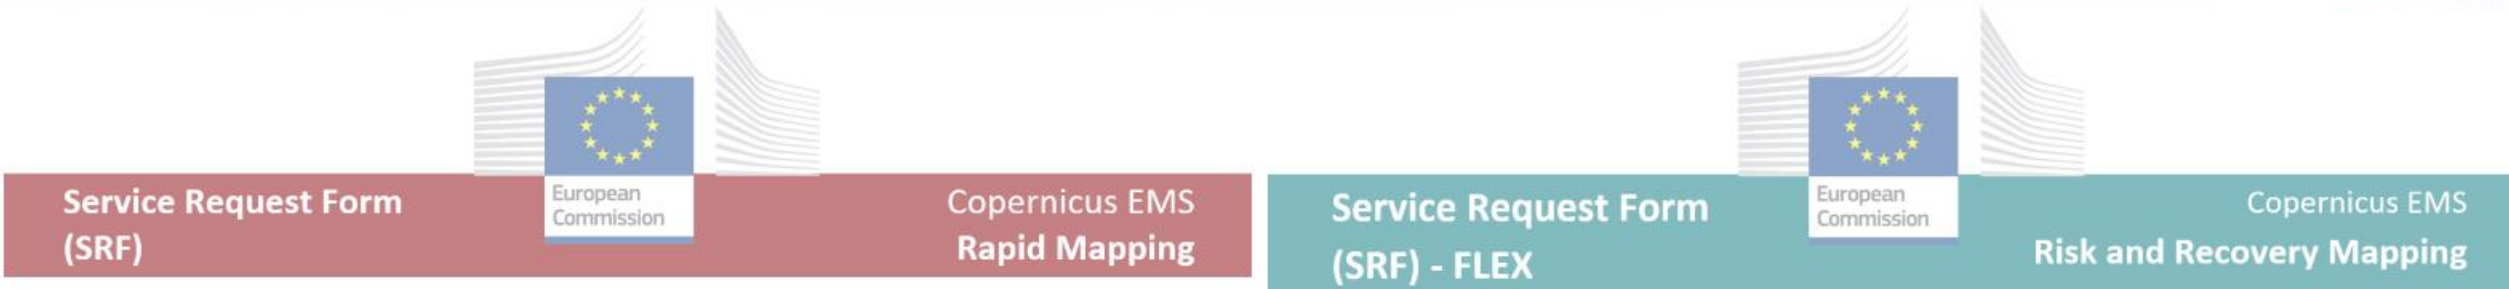 Service Request Form
(SRF)
European
Commission
Copernicus EMS
Rapid Mapping
Service Request Form
(SRF) - FLEX
European
Commission
Copernicus EMS
Risk and Recovery Mapping